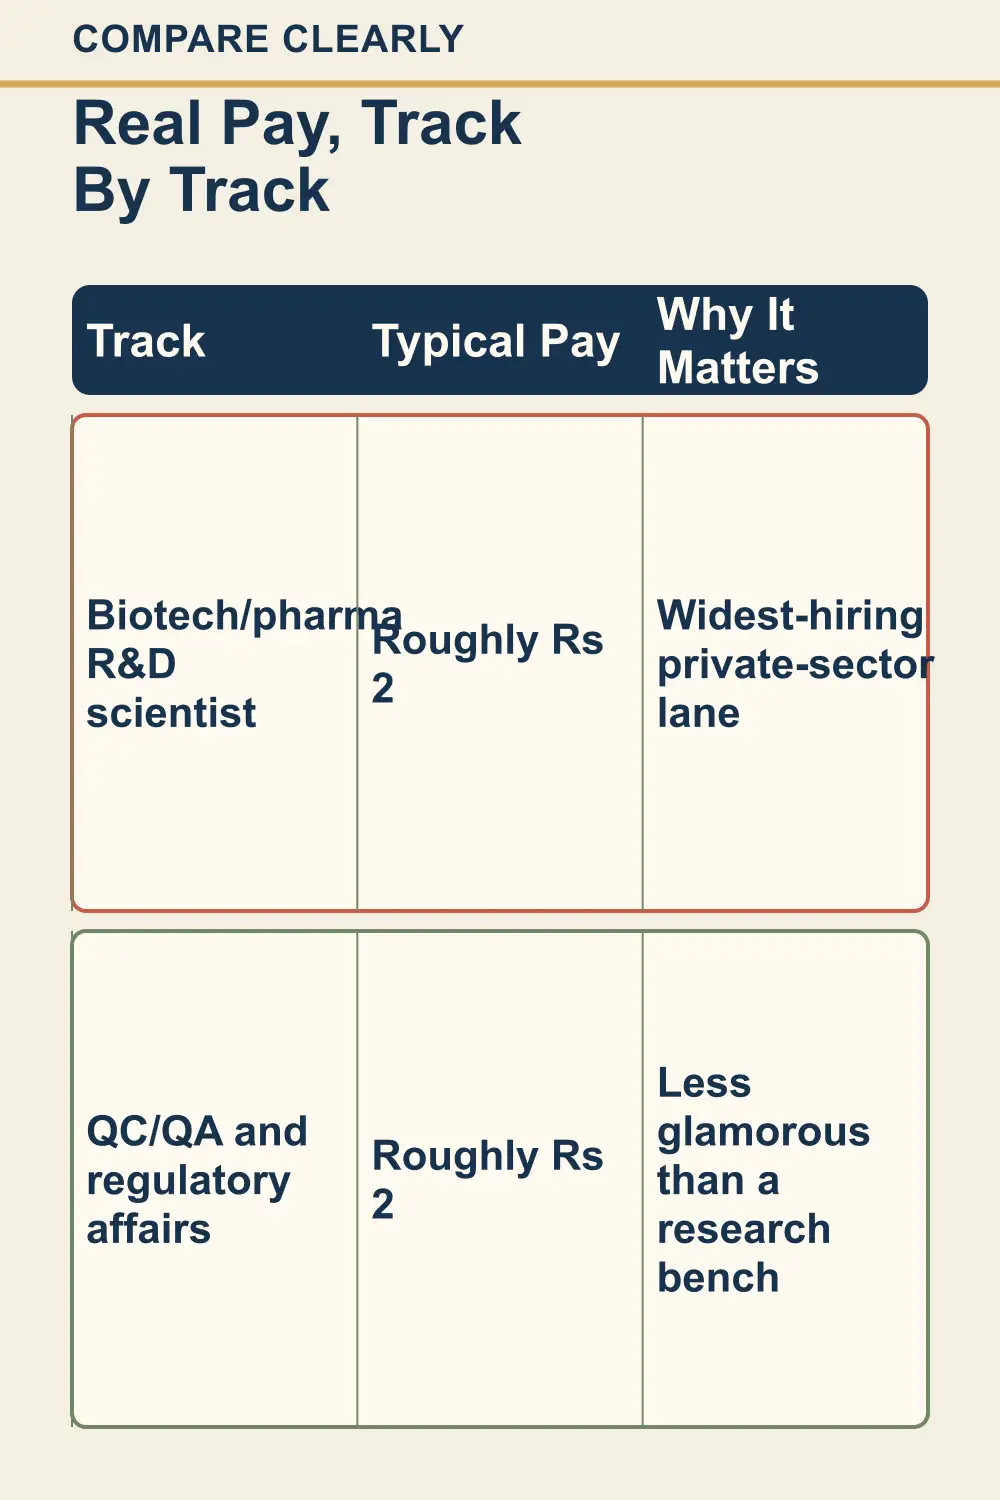 COMPARE CLEARLY
Real Pay, Track
By Track
Track
Typical Pay
Why It
Matters
Biotech/pharma
R&D
scientist
Roughly Rs
2
Widest-hiring
private-sector
lane
QC/QA and
regulatory
affairs
Roughly Rs
2
Less
glamorous
than a
research
bench